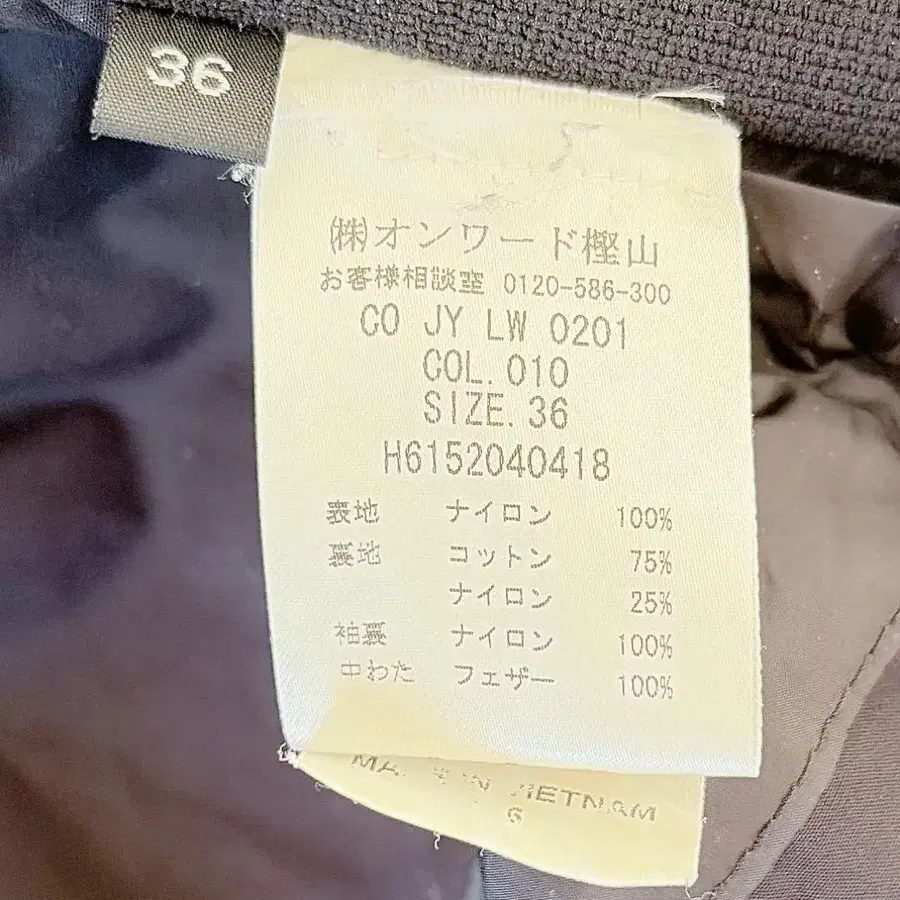 36
(株)オンワード樫山
お客様相談室 0120-586-300
CO JY LW 0201
COL. 010
SIZE. 36
H6152040418
表地 ナイロン 100%
裏地 コットン 75%
ナイロン 25%
袖裏 ナイロン 100%
中わた フェザー 100%
VIETNAM
6